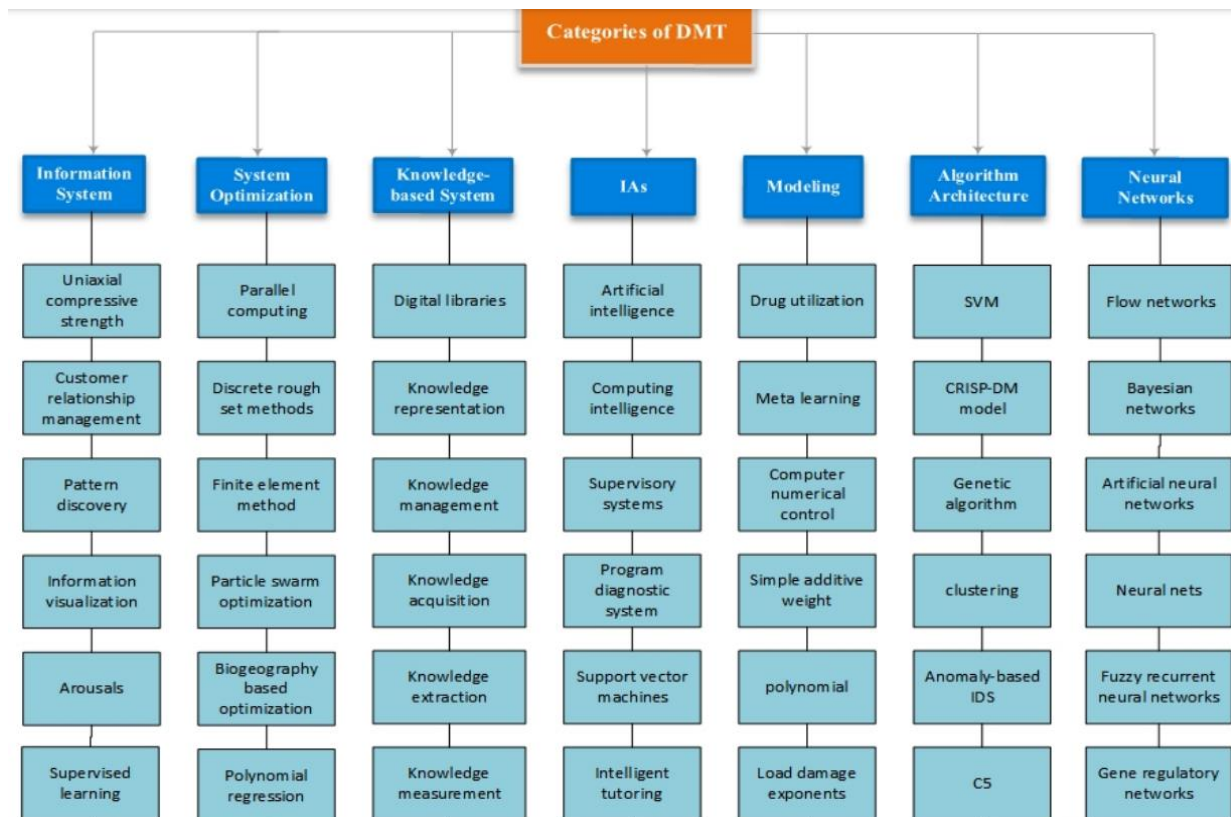 Categories of DMT
Information
System
System
Optimization
Knowledge-
based System
IAs
Modeling
Algorithm
Architecture
Neural
Networks
Uniaxial
compressive
strength
Parallel
computing
Digital libraries
Artificial
intelligence
Drug utilization
SVM
Flow networks
Customer
relationship
management
Discrete rough
set methods
Knowledge
representation
Computing
intelligence
Meta learning
CRISP-DM
model
Bayesian
networks
Pattern
discovery
Finite element
method
Knowledge
management
Supervisory
systems
Computer
numerical
control
Genetic
algorithm
Artificial neural
networks
Information
visualization
Particle swarm
optimization
Knowledge
acquisition
Program
diagnostic
system
Simple additive
weight
clustering
Neural nets
Arousals
Biogeography
based
optimization
Knowledge
extraction
Support vector
machines
polynomial
Anomaly-based
IDS
Fuzzy recurrent
neural networks
Supervised
learning
Polynomial
regression
Knowledge
measurement
Intelligent
tutoring
Load damage
exponents
C5
Gene regulatory
networks